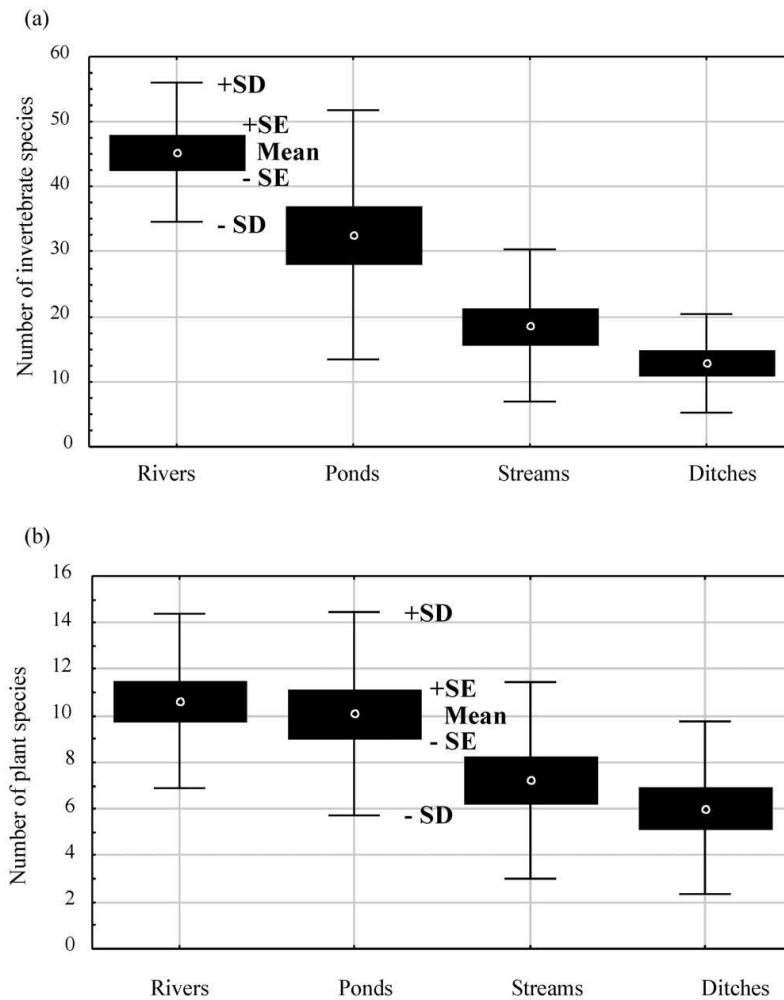 (a)
60
50
40
30
20
10
0
Number of invertebrate species
+SD
+SE
Mean
- SE
- SD
Rivers Ponds Streams Ditches
(b)
16
14
12
10
8
6
4
2
0
Number of plant species
+SD
+SE
Mean
- SE
- SD
Rivers Ponds Streams Ditches